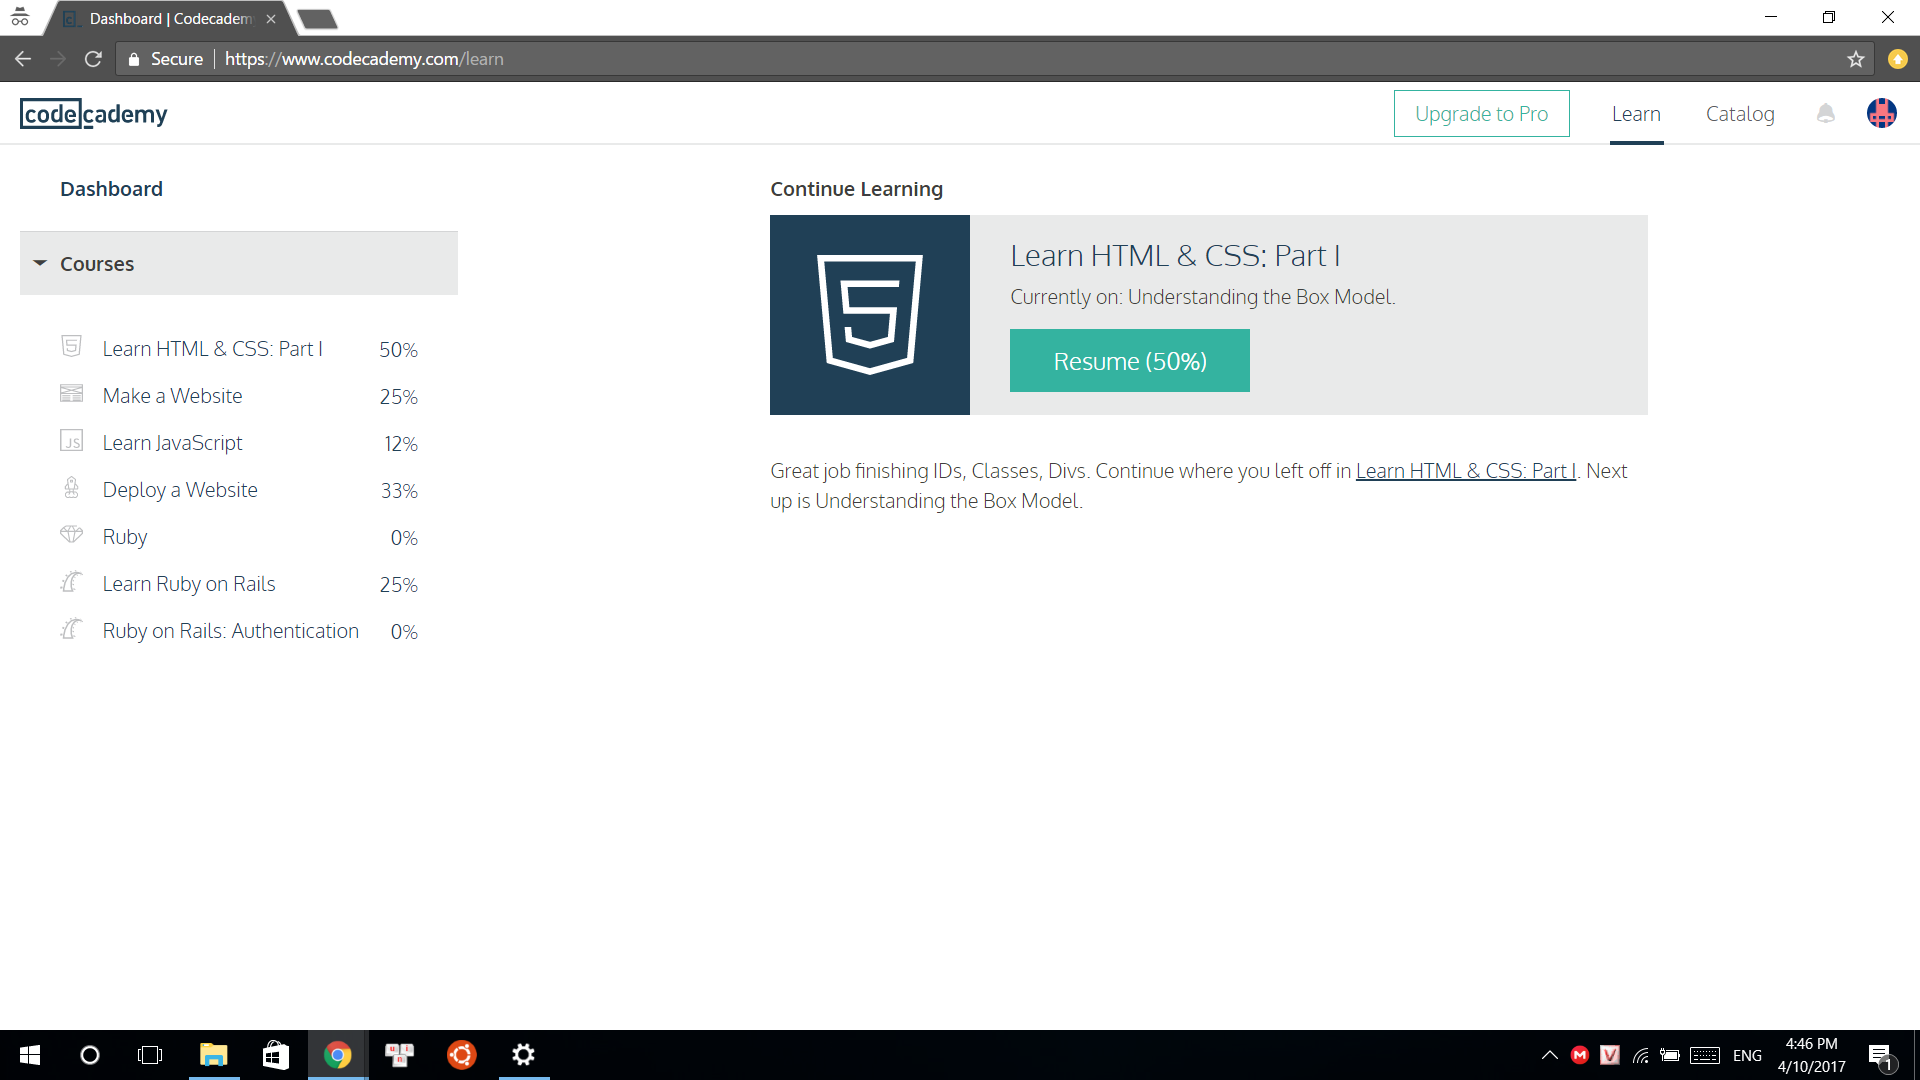 Dashboard | Codecadem
Secure
https://www.codecademy.com/learn
codecademy
Upgrade to Pro
Learn
Catalog
Dashboard
Courses
Learn HTML & CSS: Part I 50%
Make a Website 25%
JS Learn JavaScript 12%
Deploy a Website 33%
Ruby 0%
Learn Ruby on Rails 25%
Ruby on Rails: Authentication 0%
Continue Learning
5
Learn HTML & CSS: Part I
Currently on: Understanding the Box Model.
Resume (50%)
Great job finishing IDs, Classes, Divs. Continue where you left off in Learn HTML & CSS: Part I. Next
up is Understanding the Box Model.
ENG
4:46 PM
4/10/2017
1